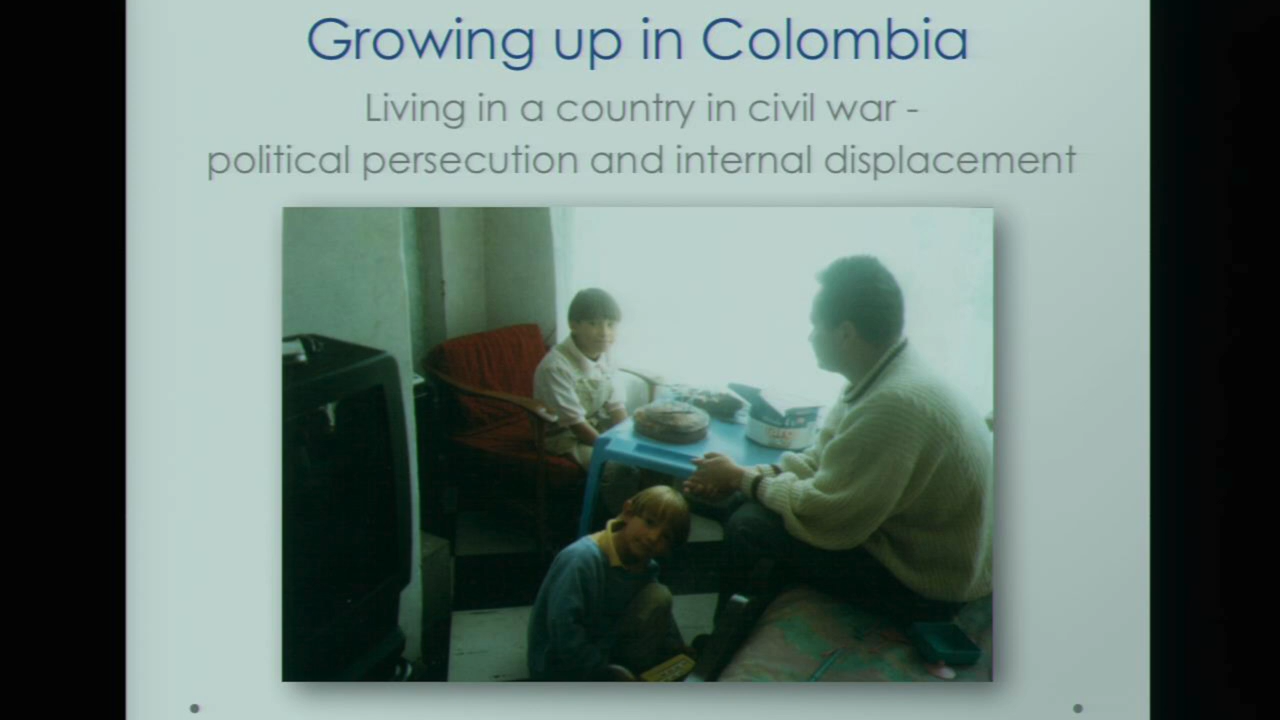 Growing up in Colombia
Living in a country in civil war -
political persecution and internal displacement